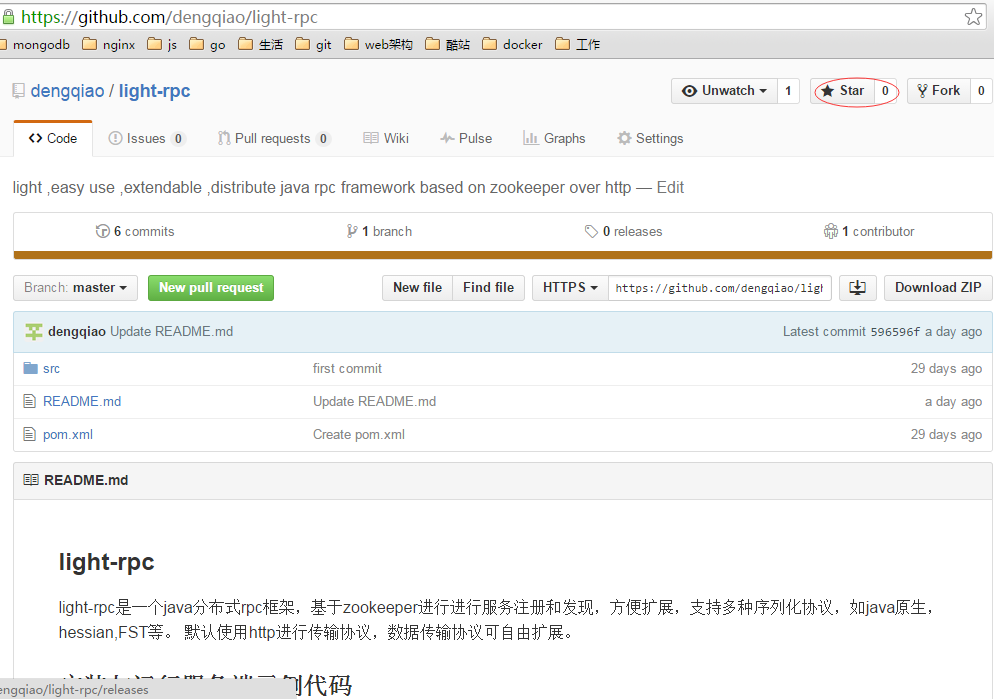 https://github.com/dengqiao/light-rpc
mongodb nginx js go 生活 git web架构 酷站 docker 工作
dengqiao / light-rpc Unwatch 1 Star 0 Fork 0
Code Issues 0 Pull requests 0 Wiki Pulse Graphs Settings
light ,easy use ,extendable ,distribute java rpc framework based on zookeeper over http — Edit
6 commits 1 branch 0 releases 1 contributor
Branch: master New pull request New file Find file HTTPS https://github.com/dengqiao/ligh Download ZIP
dengqiao Update README.md Latest commit 596596f a day ago
src first commit 29 days ago
README.md Update README.md a day ago
pom.xml Create pom.xml 29 days ago
README.md
light-rpc
light-rpc是一个java分布式rpc框架，基于zookeeper进行进行服务注册和发现，方便扩展，支持多种序列化协议，如java原生，
hessian,FST等。 默认使用http进行传输协议，数据传输协议可自由扩展。
例代码
engqiao/light-rpc/releases